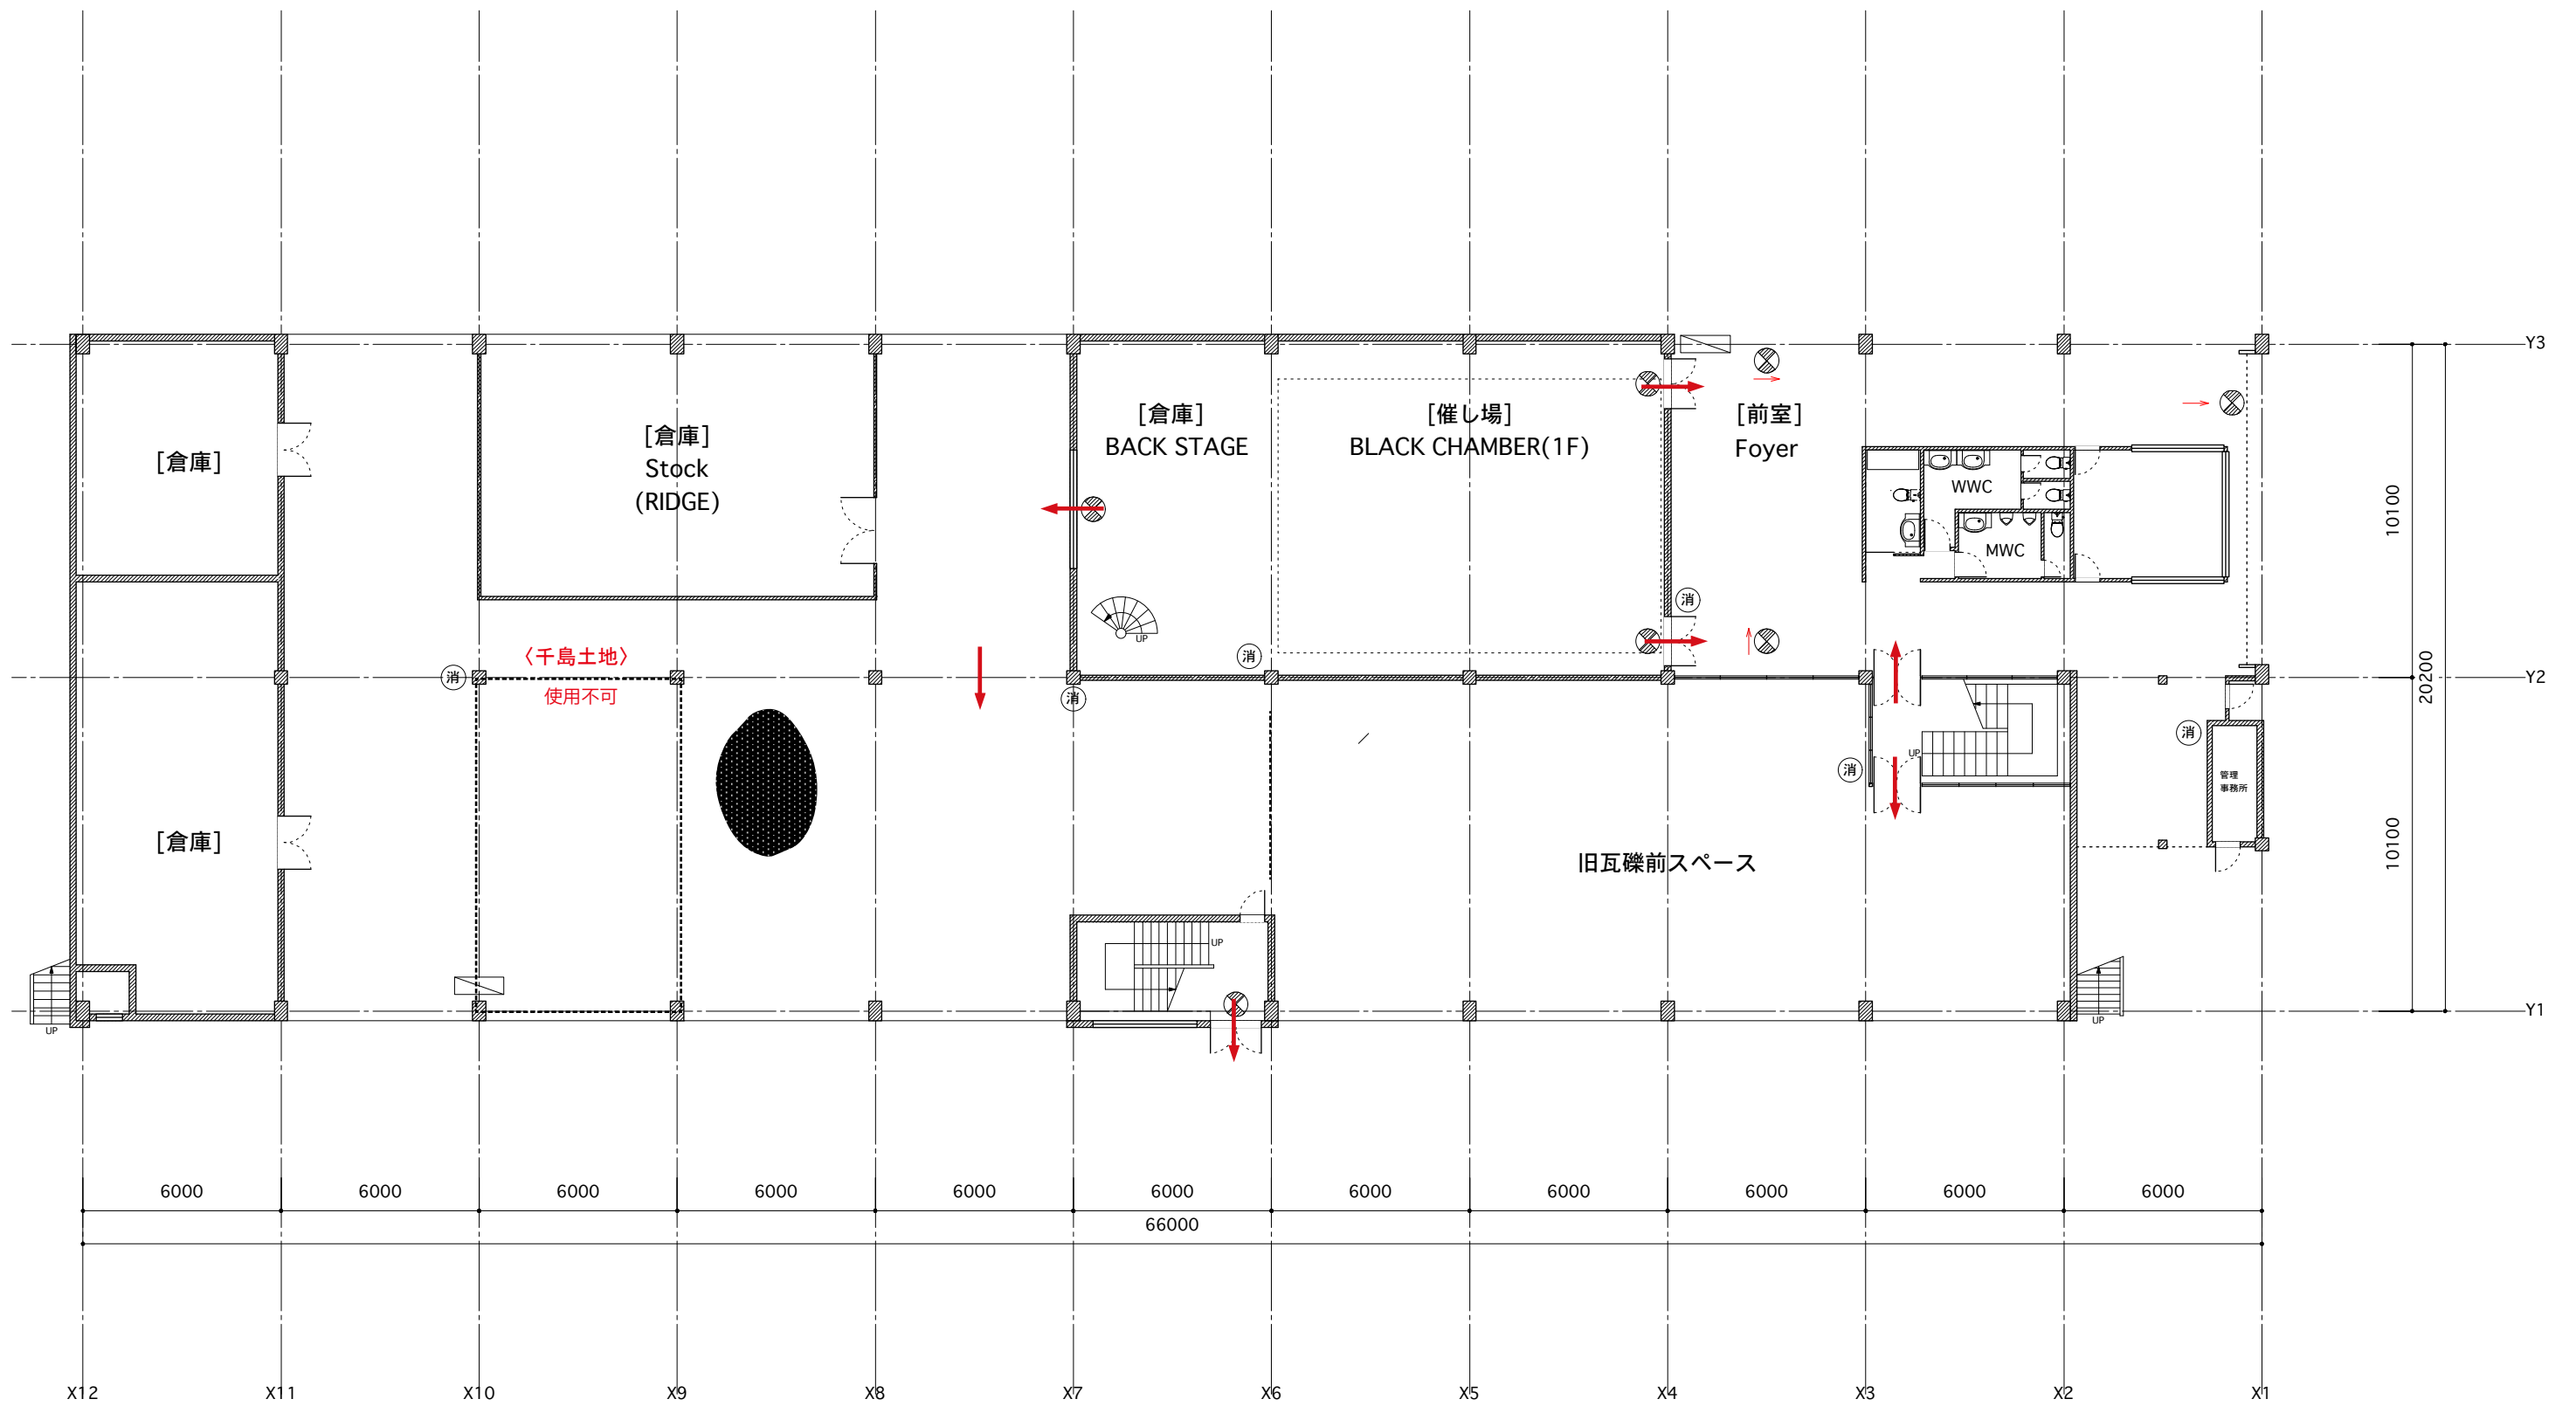 Y3
[倉庫]
[倉庫]
Stock
(RIDGE)
[倉庫]
BACK STAGE
[催し場]
BLACK CHAMBER(1F)
[前室]
Foyer
WWC
MWC
10100
消
UP
消
〈千島土地〉
消
使用不可
消
Y2
20200
消
管理
事務所
消
UP
[倉庫]
旧瓦礫前スペース
10100
UP
UP
UP
Y1
6000
6000
6000
6000
6000
6000
6000
6000
6000
6000
6000
66000
X12
X11
X10
X9
X8
X7
X6
X5
X4
X3
X2
X1